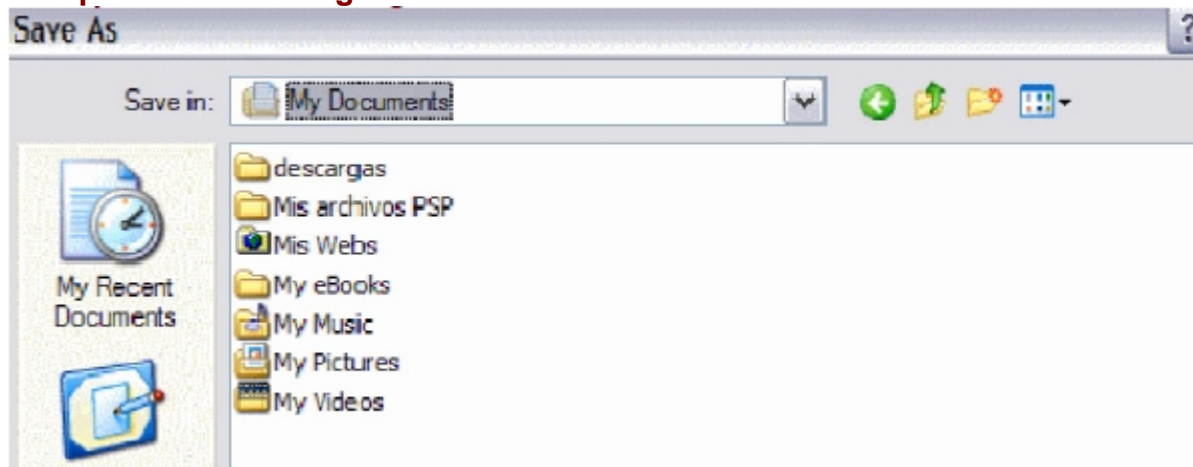 Save As
?
Save in: My Documents
descargas
Mis archivos PSP
Mis Webs
My eBooks
My Music
My Pictures
My Videos
My Recent
Documents